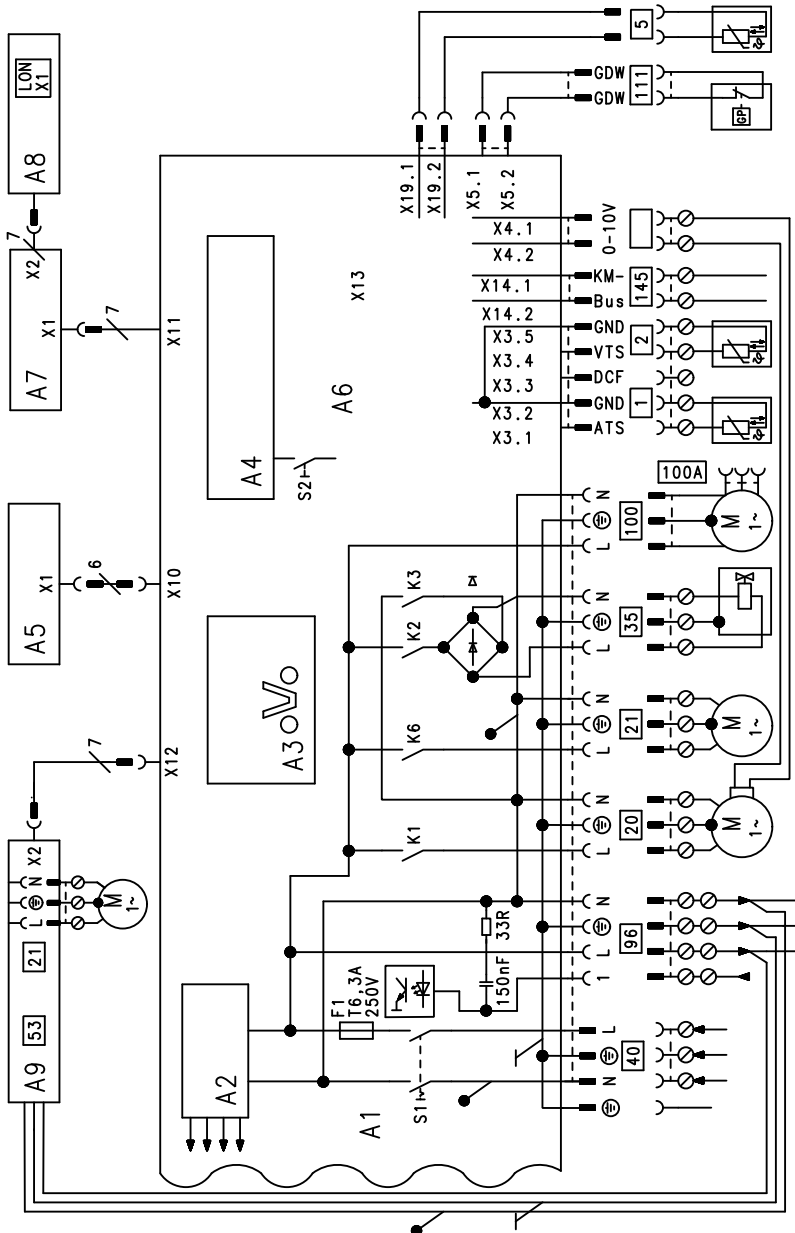 LON
X1
A8
7
X2
X1
A7
7
X11
X1
A5
6
X10
X2
7
X12
N
L
M
1~
21
53
A9
5
GDW
GDW
111
GP
X19.1
X19.2
X5.1
X5.2
X4.1
X4.2
0-10V
X14.1
X14.2
KM-
Bus
145
X3.5
X3.4
X3.3
X3.2
X3.1
GND
VTS
DCF
GND
ATS
2
1
X13
A6
A4
S2
A3
A2
A1
K3
K2
K6
K1
F1
T6,3A
250V
S1
33R
150nF
100A
N
L
100
M
1~
N
L
35
N
L
21
M
1~
N
L
20
M
1~
N
L
1
96
L
N
40